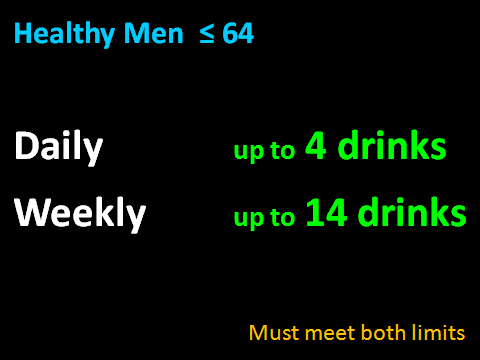 Healthy Men ≤ 64
Daily up to 4 drinks
Weekly up to 14 drinks
Must meet both limits